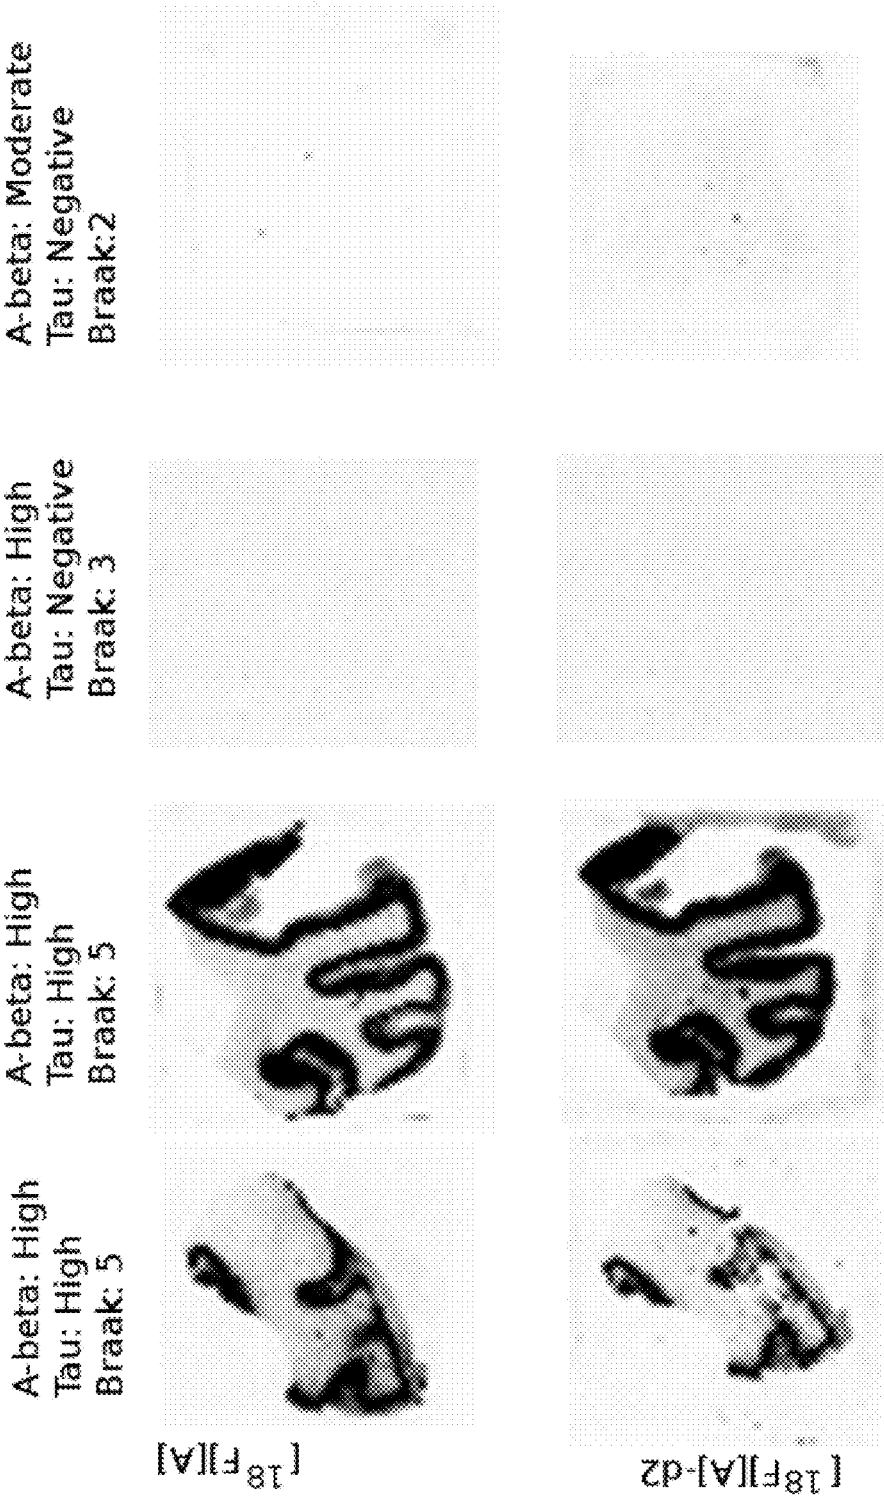 A-beta: High
Tau: High
Braak: 5
A-beta: High
Tau: High
Braak: 5
A-beta: High
Tau: Negative
Braak: 3
A-beta: Moderate
Tau: Negative
Braak:2
[18F][A]
[18F][A]-d2